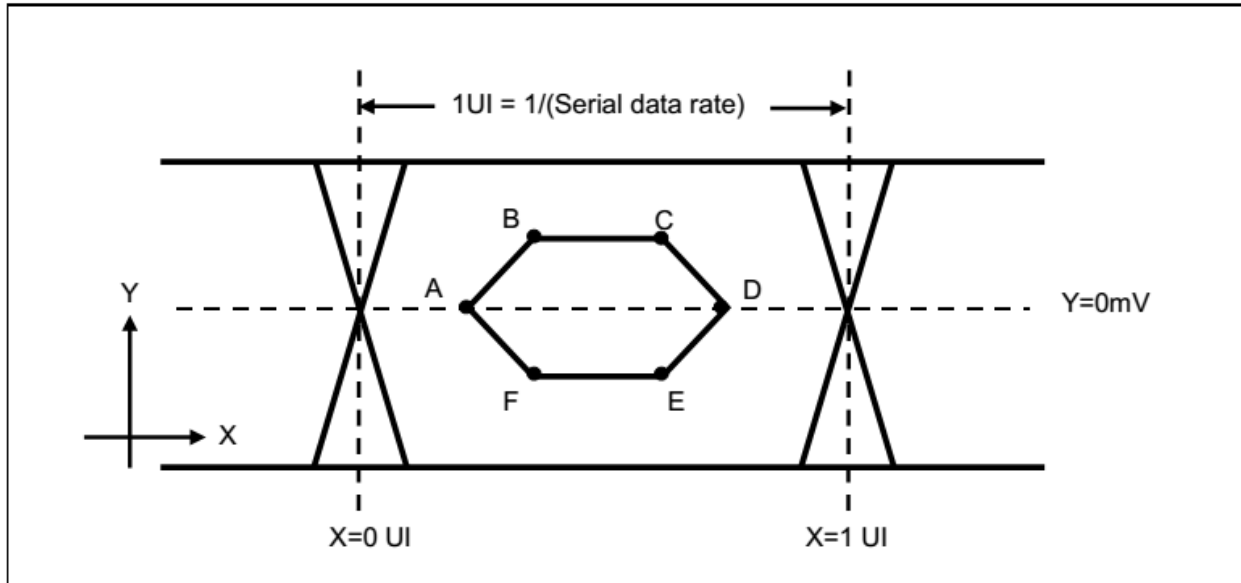 1UI = 1/(Serial data rate)
B
C
A
D
Y
Y=0mV
F
E
X
X=0 UI
X=1 UI